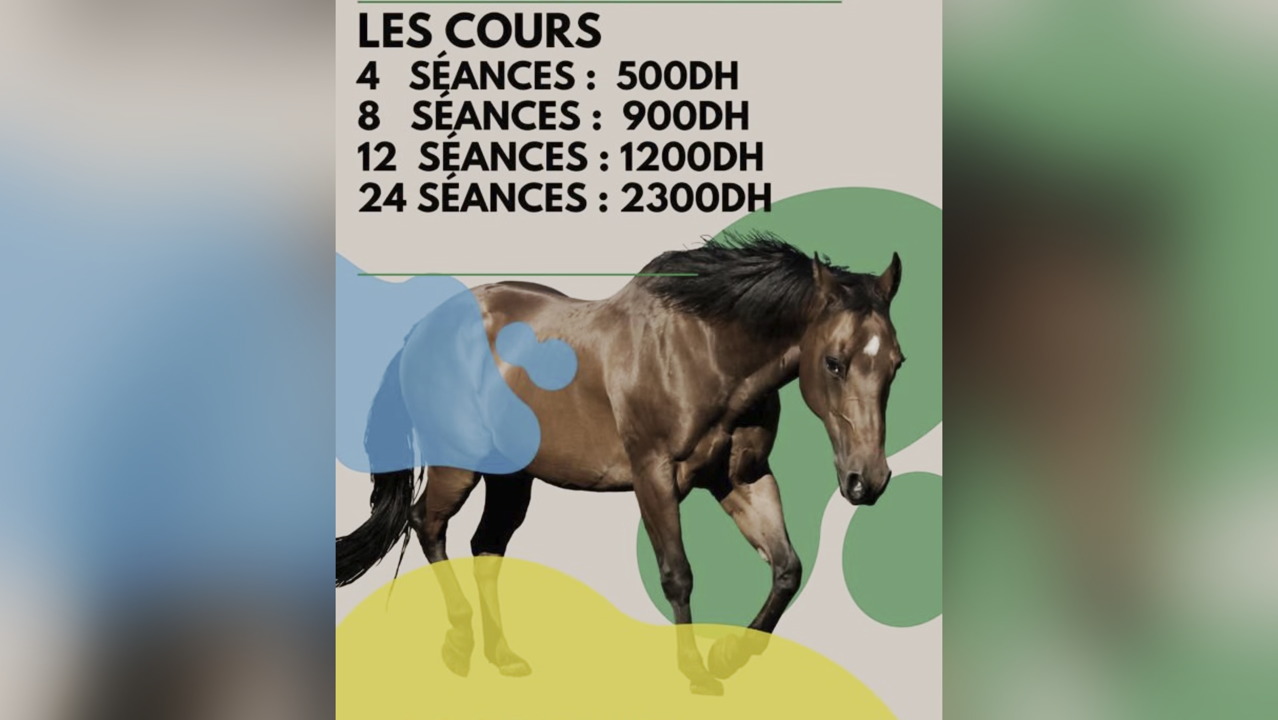 LES COURS
4 SÉANCES : 500DH
8 SÉANCES : 900DH
12 SÉANCES : 1200DH
24 SÉANCES : 2300DH